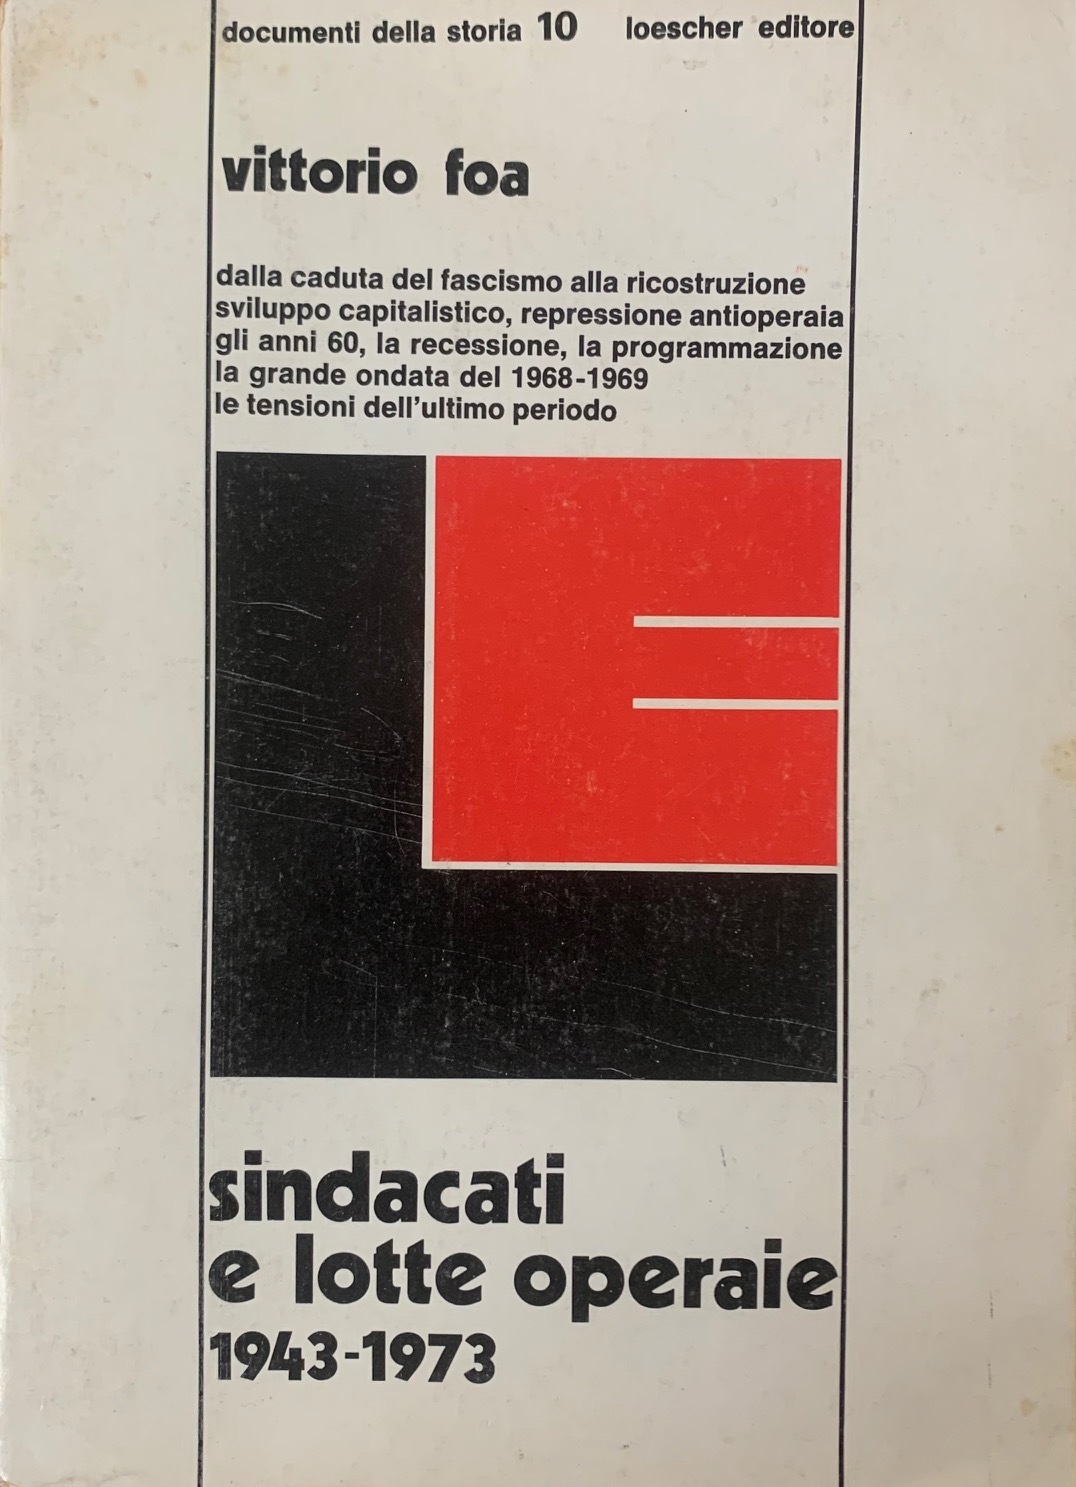 documenti della storia 10 loescher editore
vittorio foa
dalla caduta del fascismo alla ricostruzione
sviluppo capitalistico, repressione antioperaia
gli anni 60, la recessione, la programmazione
la grande ondata del 1968-1969
le tensioni dell'ultimo periodo
sindacati
e lotte operaie
1943-1973